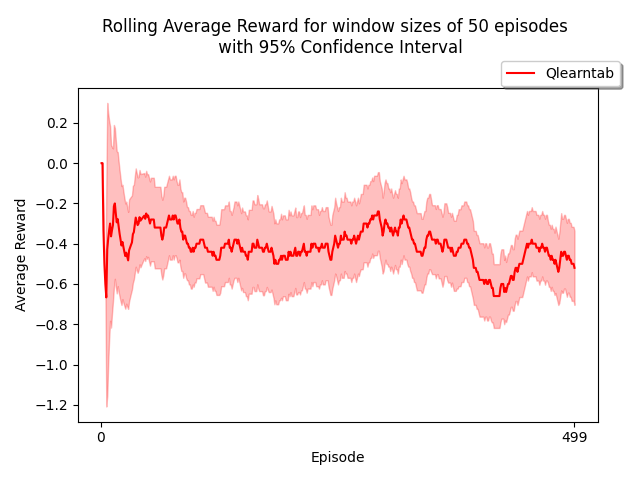 Rolling Average Reward for window sizes of 50 episodes
with 95% Confidence Interval
Qlearntab
0.2
0.0
−0.2
−0.4
−0.6
−0.8
−1.0
−1.2
Average Reward
0
499
Episode